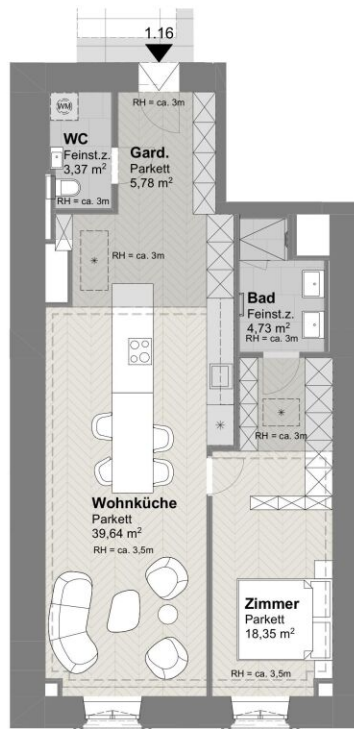 1.16
RH = ca. 3m
WM
WC
Feinst.z.
3,37 m²
RH = ca. 3m
Gard.
Parkett
5,78 m²
RH = ca. 3m
Bad
Feinst.z.
4,73 m²
RH = ca. 3m
RH = ca. 3m
Wohnküche
Parkett
39,64 m²
RH = ca. 3,5m
Zimmer
Parkett
18,35 m²
RH = ca. 3,5m